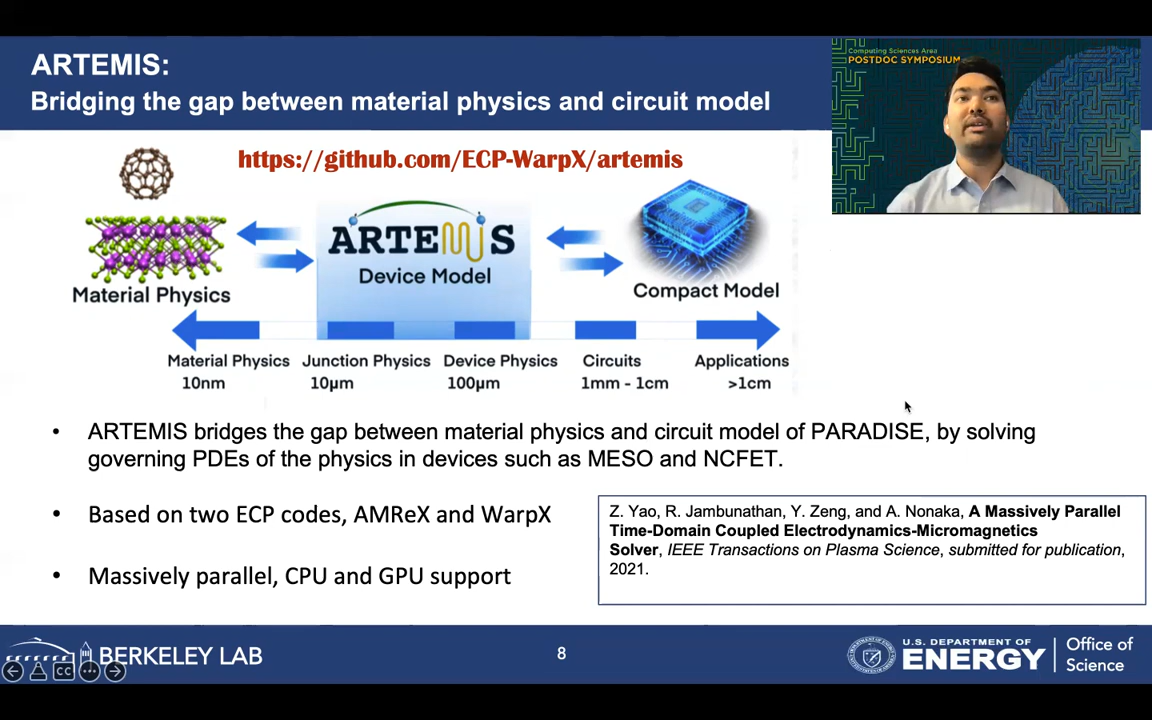 ARTEMIS:
Bridging the gap between material physics and circuit model
Computing Sciences Area
POSTDOC SYMPOSIUM
https://github.com/ECP-WarpX/artemis
ARTEMIS
Device Model
Material Physics
Compact Model
Material Physics Junction Physics Device Physics Circuits Applications
10nm 10μm 100μm 1mm - 1cm >1cm
• ARTEMIS bridges the gap between material physics and circuit model of PARADISE, by solving
governing PDEs of the physics in devices such as MESO and NCFET.
• Based on two ECP codes, AMReX and WarpX
• Massively parallel, CPU and GPU support
Z. Yao, R. Jambunathan, Y. Zeng, and A. Nonaka, A Massively Parallel
Time-Domain Coupled Electrodynamics-Micromagnetics
Solver, IEEE Transactions on Plasma Science, submitted for publication,
2021.
BERKELEY LAB
CC
8
U.S. DEPARTMENT OF
ENERGY
Office of
Science